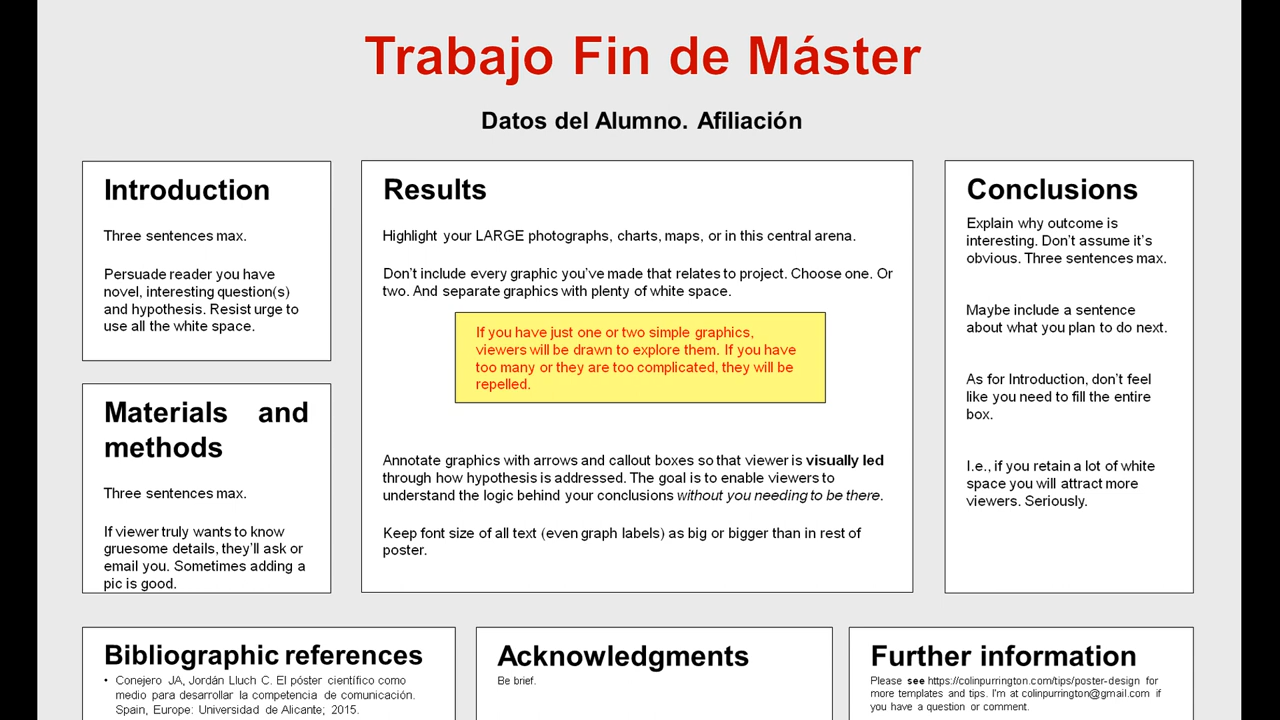 Trabajo Fin de Máster
Datos del Alumno. Afiliación
Introduction
Three sentences max.
Persuade reader you have
novel, interesting question(s)
and hypothesis. Resist urge to
use all the white space.
Materials and
methods
Three sentences max.
If viewer truly wants to know
gruesome details, they'll ask or
email you. Sometimes adding a
pic is good.
Results
Highlight your LARGE photographs, charts, maps, or in this central arena.
Don't include every graphic you've made that relates to project. Choose one. Or
two. And separate graphics with plenty of white space.
If you have just one or two simple graphics,
viewers will be drawn to explore them. If you have
too many or they are too complicated, they will be
repelled.
Annotate graphics with arrows and callout boxes so that viewer is visually led
through how hypothesis is addressed. The goal is to enable viewers to
understand the logic behind your conclusions without you needing to be there.
Keep font size of all text (even graph labels) as big or bigger than in rest of
poster.
Conclusions
Explain why outcome is
interesting. Don't assume it's
obvious. Three sentences max.
Maybe include a sentence
about what you plan to do next.
As for Introduction, don't feel
like you need to fill the entire
box.
I.e., if you retain a lot of white
space you will attract more
viewers. Seriously.
Bibliographic references
• Conejero JA, Jordán Lluch C. El póster científico como
medio para desarrollar la competencia de comunicación.
Spain, Europe: Universidad de Alicante; 2015.
Acknowledgments
Be brief.
Further information
Please see https://colinpurrington.com/tips/poster-design for
more templates and tips. I'm at colinpurrington@gmail.com if
you have a question or comment.